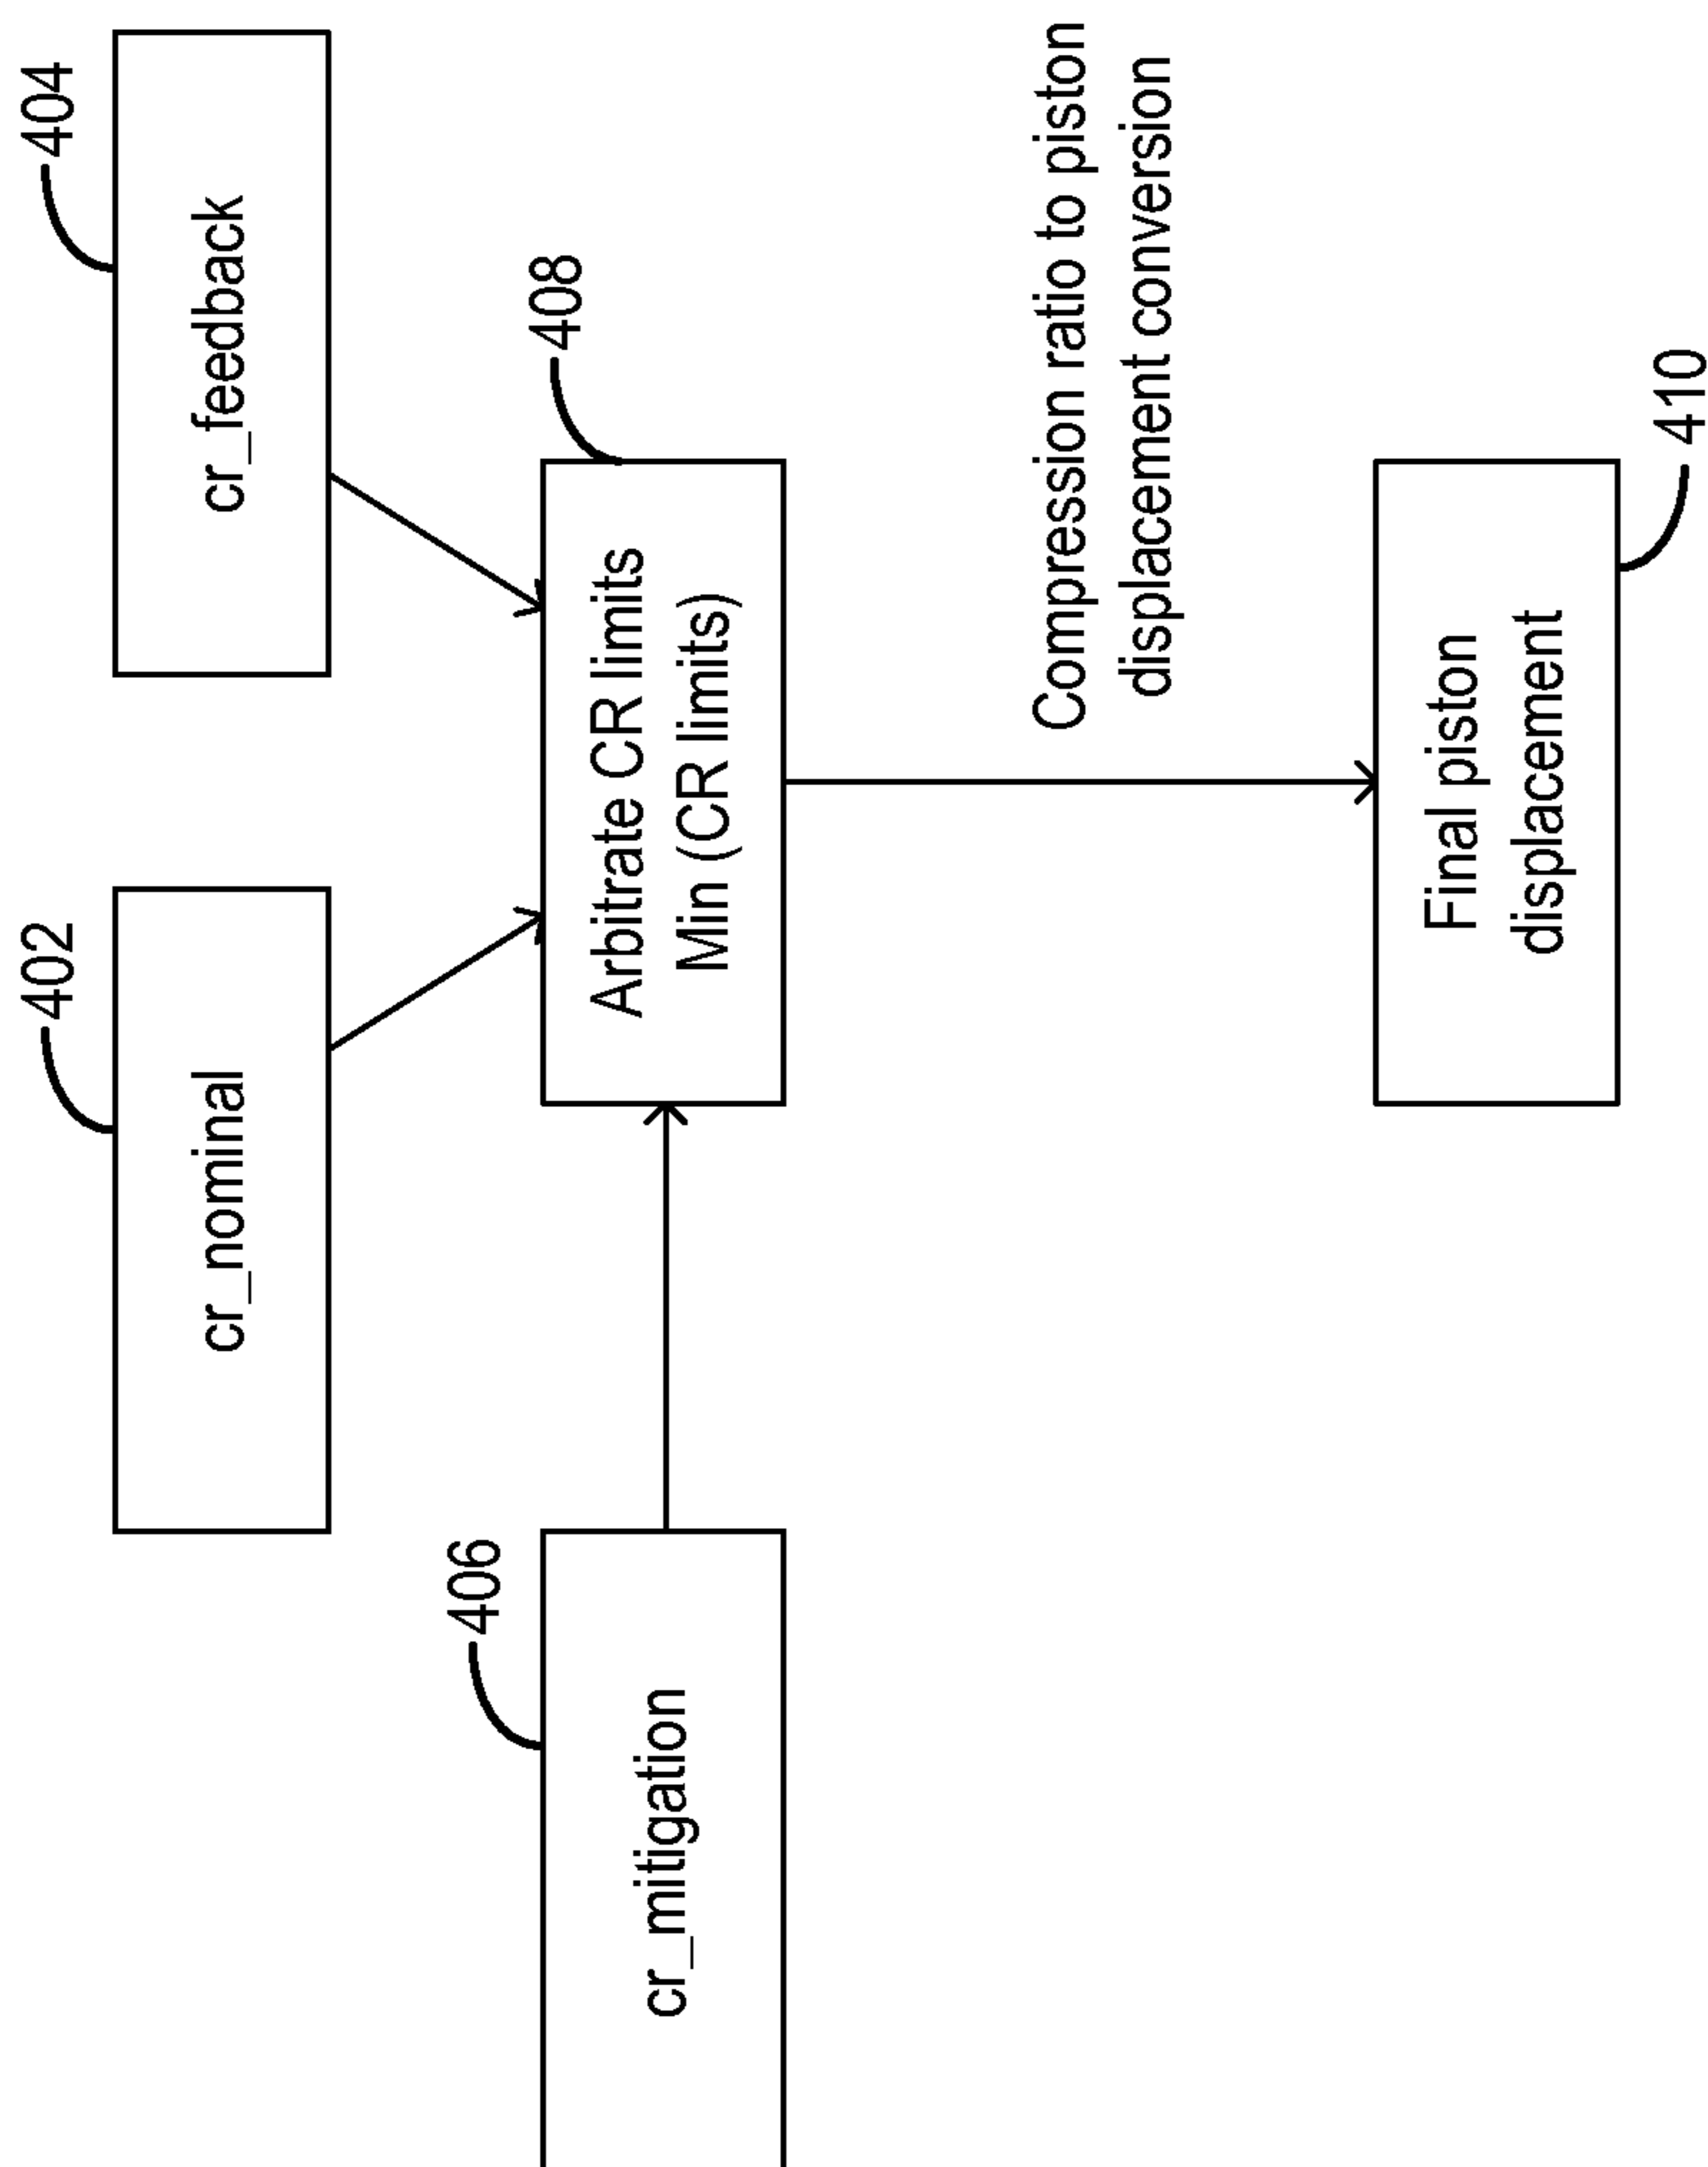 402
cr_nominal
404
cr_feedback
406
cr_mitigation
408
Arbitrate CR limits
Min (CR limits)
Compression ratio to piston
displacement conversion
Final piston
displacement
410